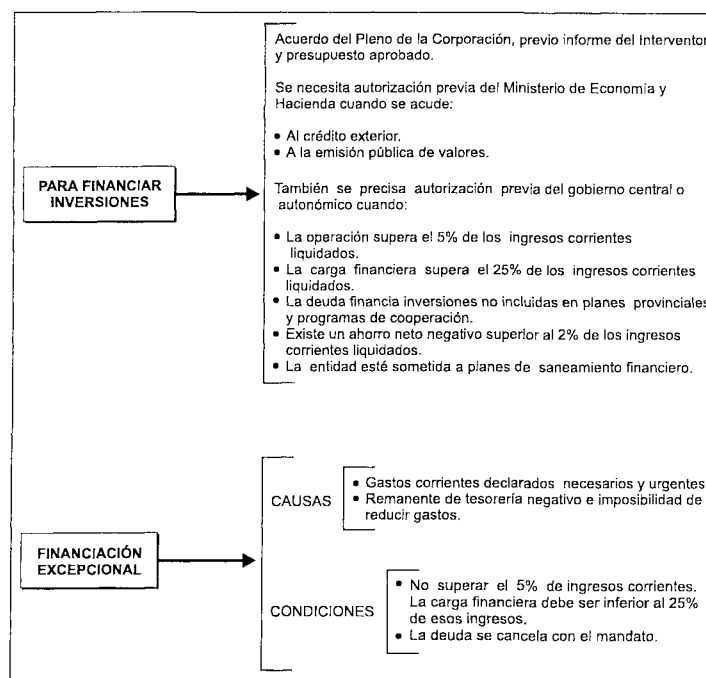 Acuerdo del Pleno de la Corporación, previo informe del Interventor
y presupuesto aprobado.
Se necesita autorización previa del Ministerio de Economía y
Hacienda cuando se acude:
• Al crédito exterior.
• A la emisión pública de valores.
PARA FINANCIAR
INVERSIONES
También se precisa autorización previa del gobierno central o
autonómico cuando:
• La operación supera el 5% de los ingresos corrientes
liquidados.
• La carga financiera supera el 25% de los ingresos corrientes
liquidados.
• La deuda financia inversiones no incluidas en planes provinciales
y programas de cooperación.
• Existe un ahorro neto negativo superior al 2% de los ingresos
corrientes liquidados.
• La entidad esté sometida a planes de saneamiento financiero.
FINANCIACIÓN
EXCEPCIONAL
CAUSAS
• Gastos corrientes declarados necesarios y urgentes
• Remanente de tesorería negativo e imposibilidad de
reducir gastos.
CONDICIONES
• No superar el 5% de ingresos corrientes.
La carga financiera debe ser inferior al 25%
de esos ingresos.
• La deuda se cancela con el mandato.